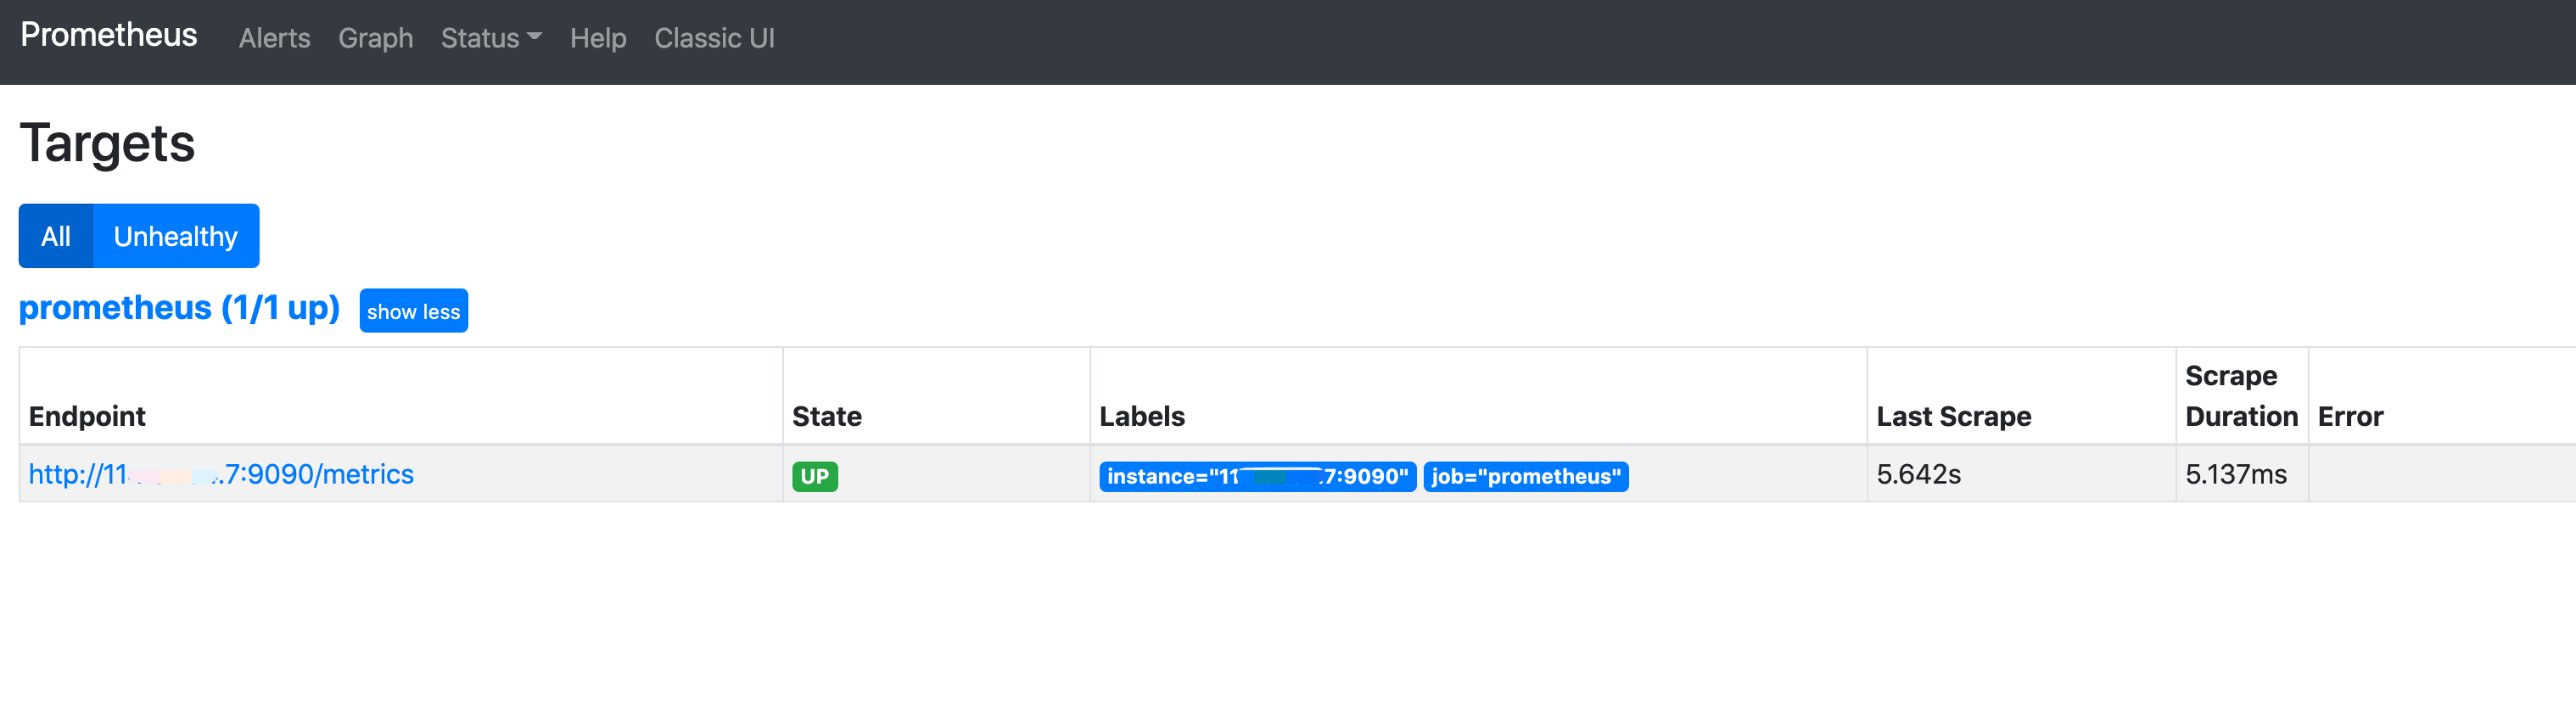 Prometheus Alerts Graph Status Help Classic UI
Targets
All Unhealthy
prometheus (1/1 up) show less
Endpoint State Labels Last Scrape Scrape Duration Error
http://11 .7:9090/metrics UP instance="11 7:9090" job="prometheus" 5.642s 5.137ms